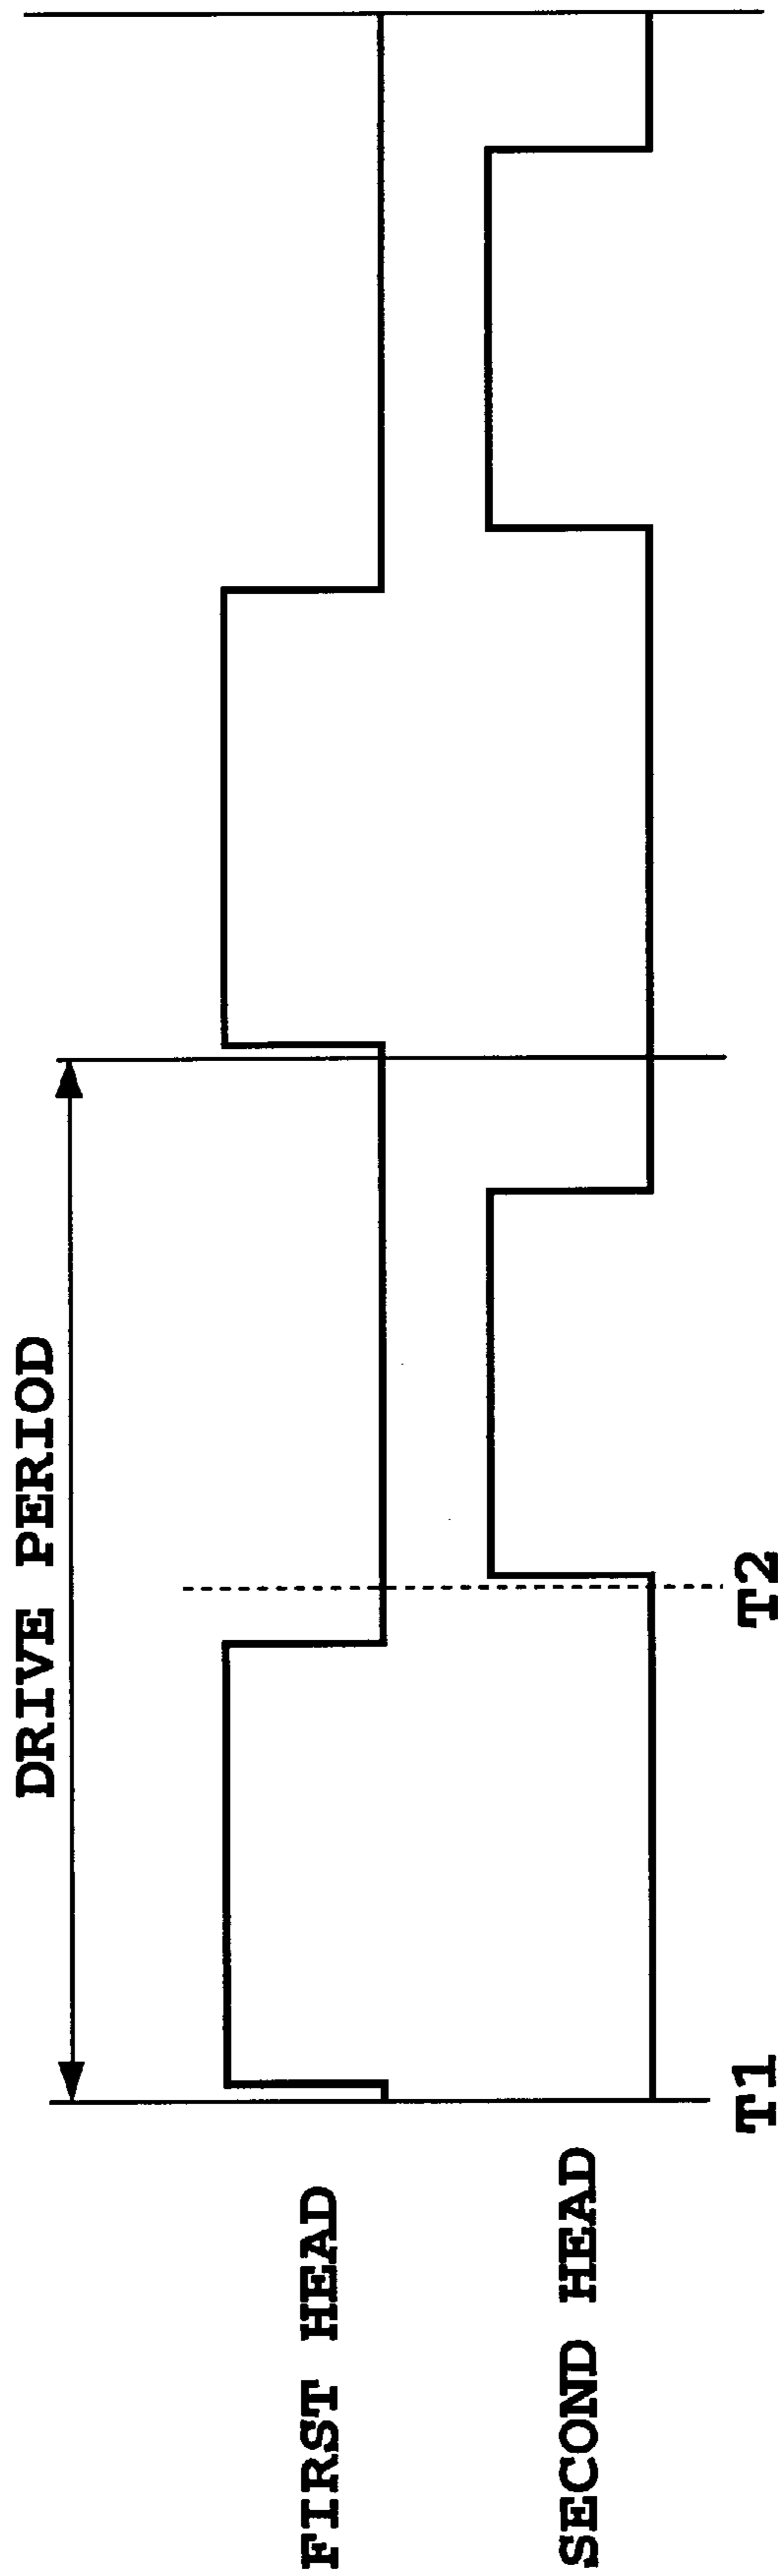 DRIVE PERIOD
FIRST HEAD
SECOND HEAD
T1
T2